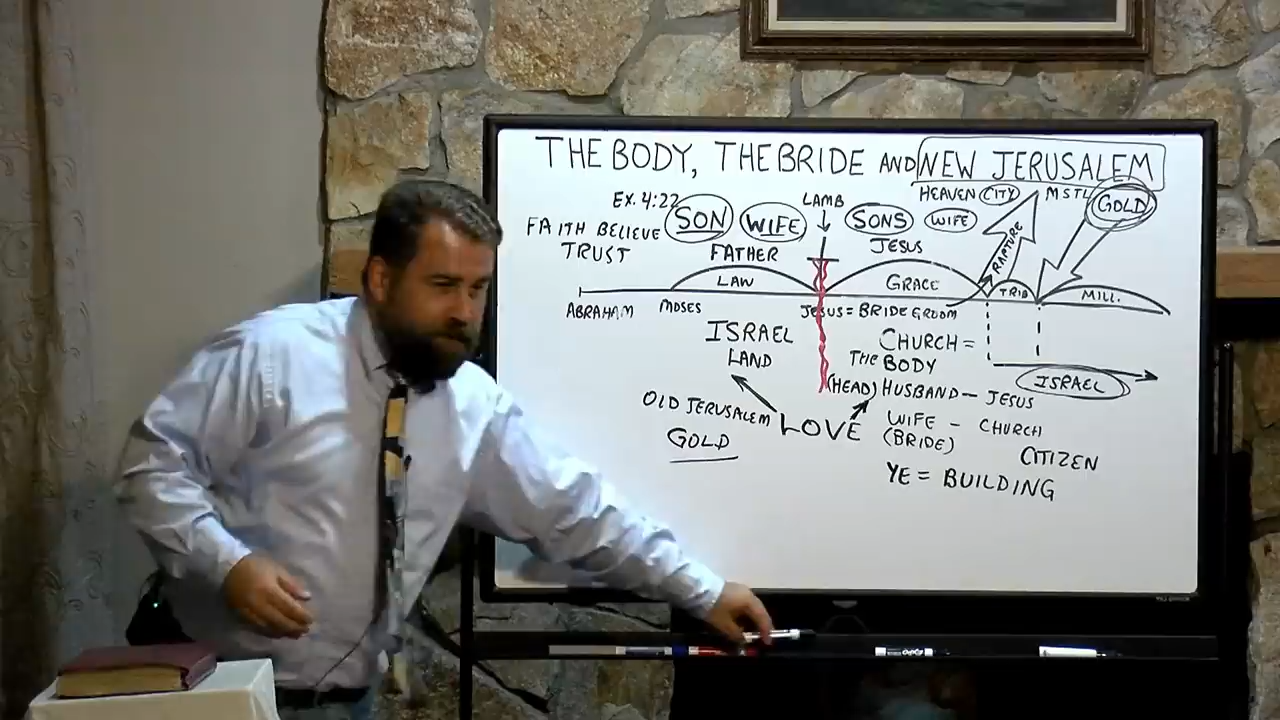 THE BODY, THE BRIDE AND NEW JERUSALEM
EX. 4:22 SON WIFE LAMB SONS WIFE HEAVEN CITY MSTL GOLD
FAITH BELIEVE
TRUST
FATHER JESUS RAPTURE
LAW GRACE TRIB MILL.
ABRAHAM MOSES JESUS = BRIDEGROOM
ISRAEL
LAND
CHURCH =
THE BODY
ISRAEL
(HEAD) HUSBAND - JESUS
OLD JERUSALEM LOVE WIFE - CHURCH
GOLD (BRIDE) CITIZEN
YE = BUILDING